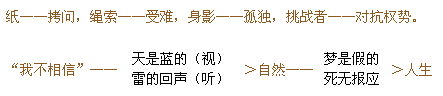 纸——拷问，绳索——受难，身影——孤独，挑战者——对抗权势。
天是蓝的（视） 梦是假的
“我不相信”—— ＞自然—— ＞人生
雷的回声（听） 死无报应